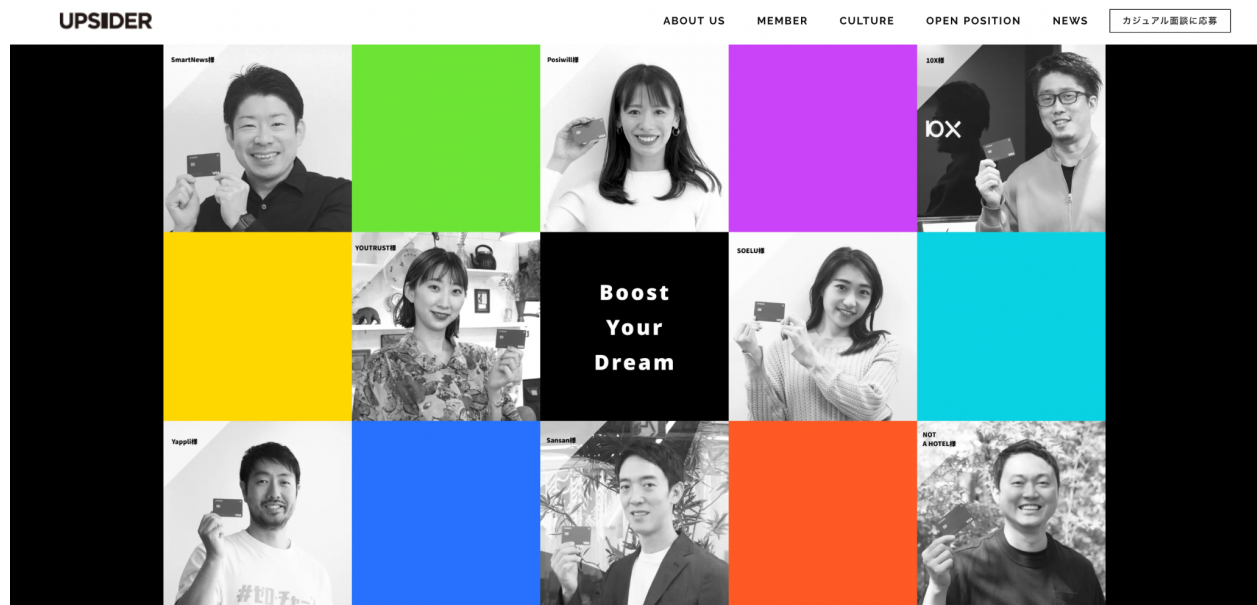 UPSIDER
ABOUT US
MEMBER
CULTURE
OPEN POSITION
NEWS
カジュアル面談に応募
SmartNews様
Posiwill様
10X様
10X
YOUTRUST様
Boost
Your
Dream
SOELU様
Yappli様
Sansan様
NOT
A HOTEL様